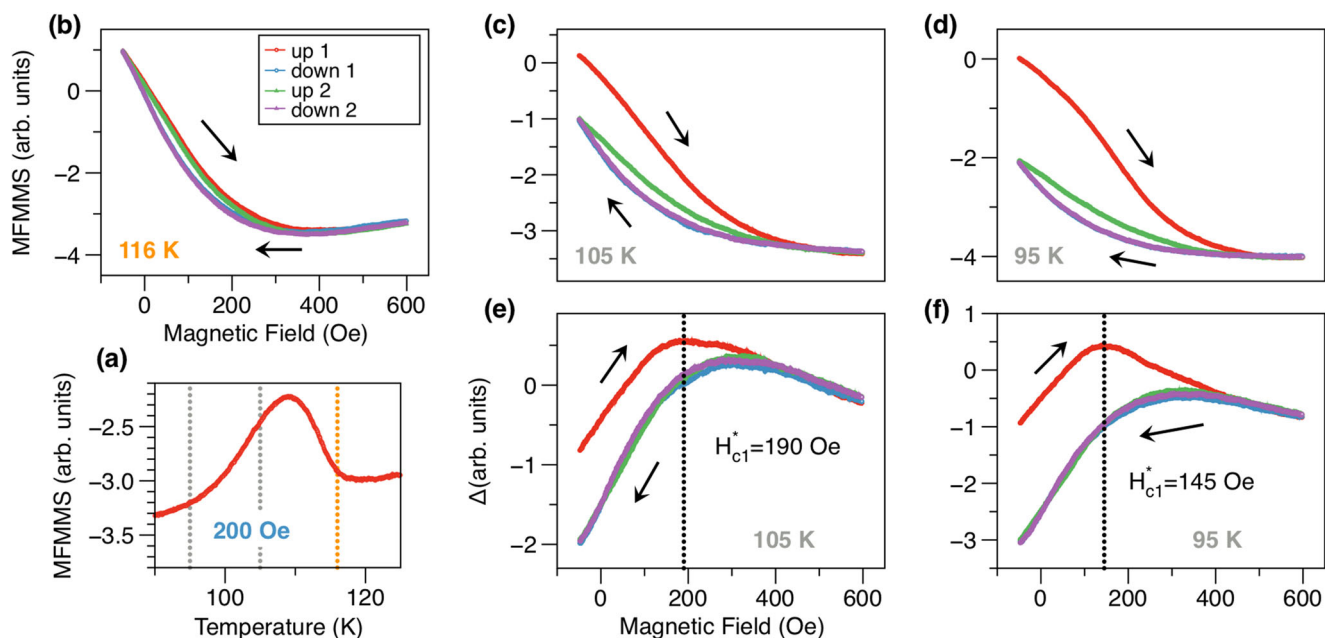 (b)
MFMMS (arb. units)
0
−2
−4
up 1
down 1
up 2
down 2
116 K
0 200 400 600
Magnetic Field (Oe)
(c)
0
−1
−2
−3
105 K
(d)
0
−2
−4
95 K
(a)
MFMMS (arb. units)
−2.5
−3.0
−3.5
200 Oe
100 120
Temperature (K)
(e)
Δ(arb. units)
0
−1
−2
H*c1=190 Oe
105 K
0 200 400 600
Magnetic Field (Oe)
(f)
1
0
−1
−2
−3
H*c1=145 Oe
95 K
0 200 400 600